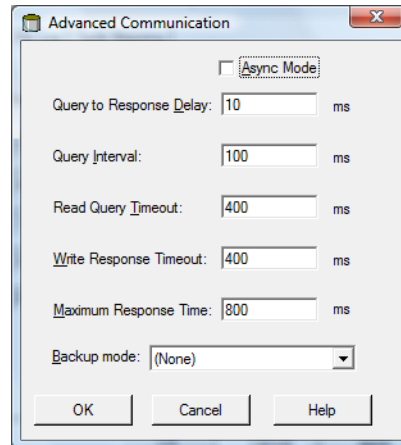 Advanced Communication
Async Mode
Query to Response Delay: 10 ms
Query Interval: 100 ms
Read Query Timeout: 400 ms
Write Response Timeout: 400 ms
Maximum Response Time: 800 ms
Backup mode: (None)
OK Cancel Help